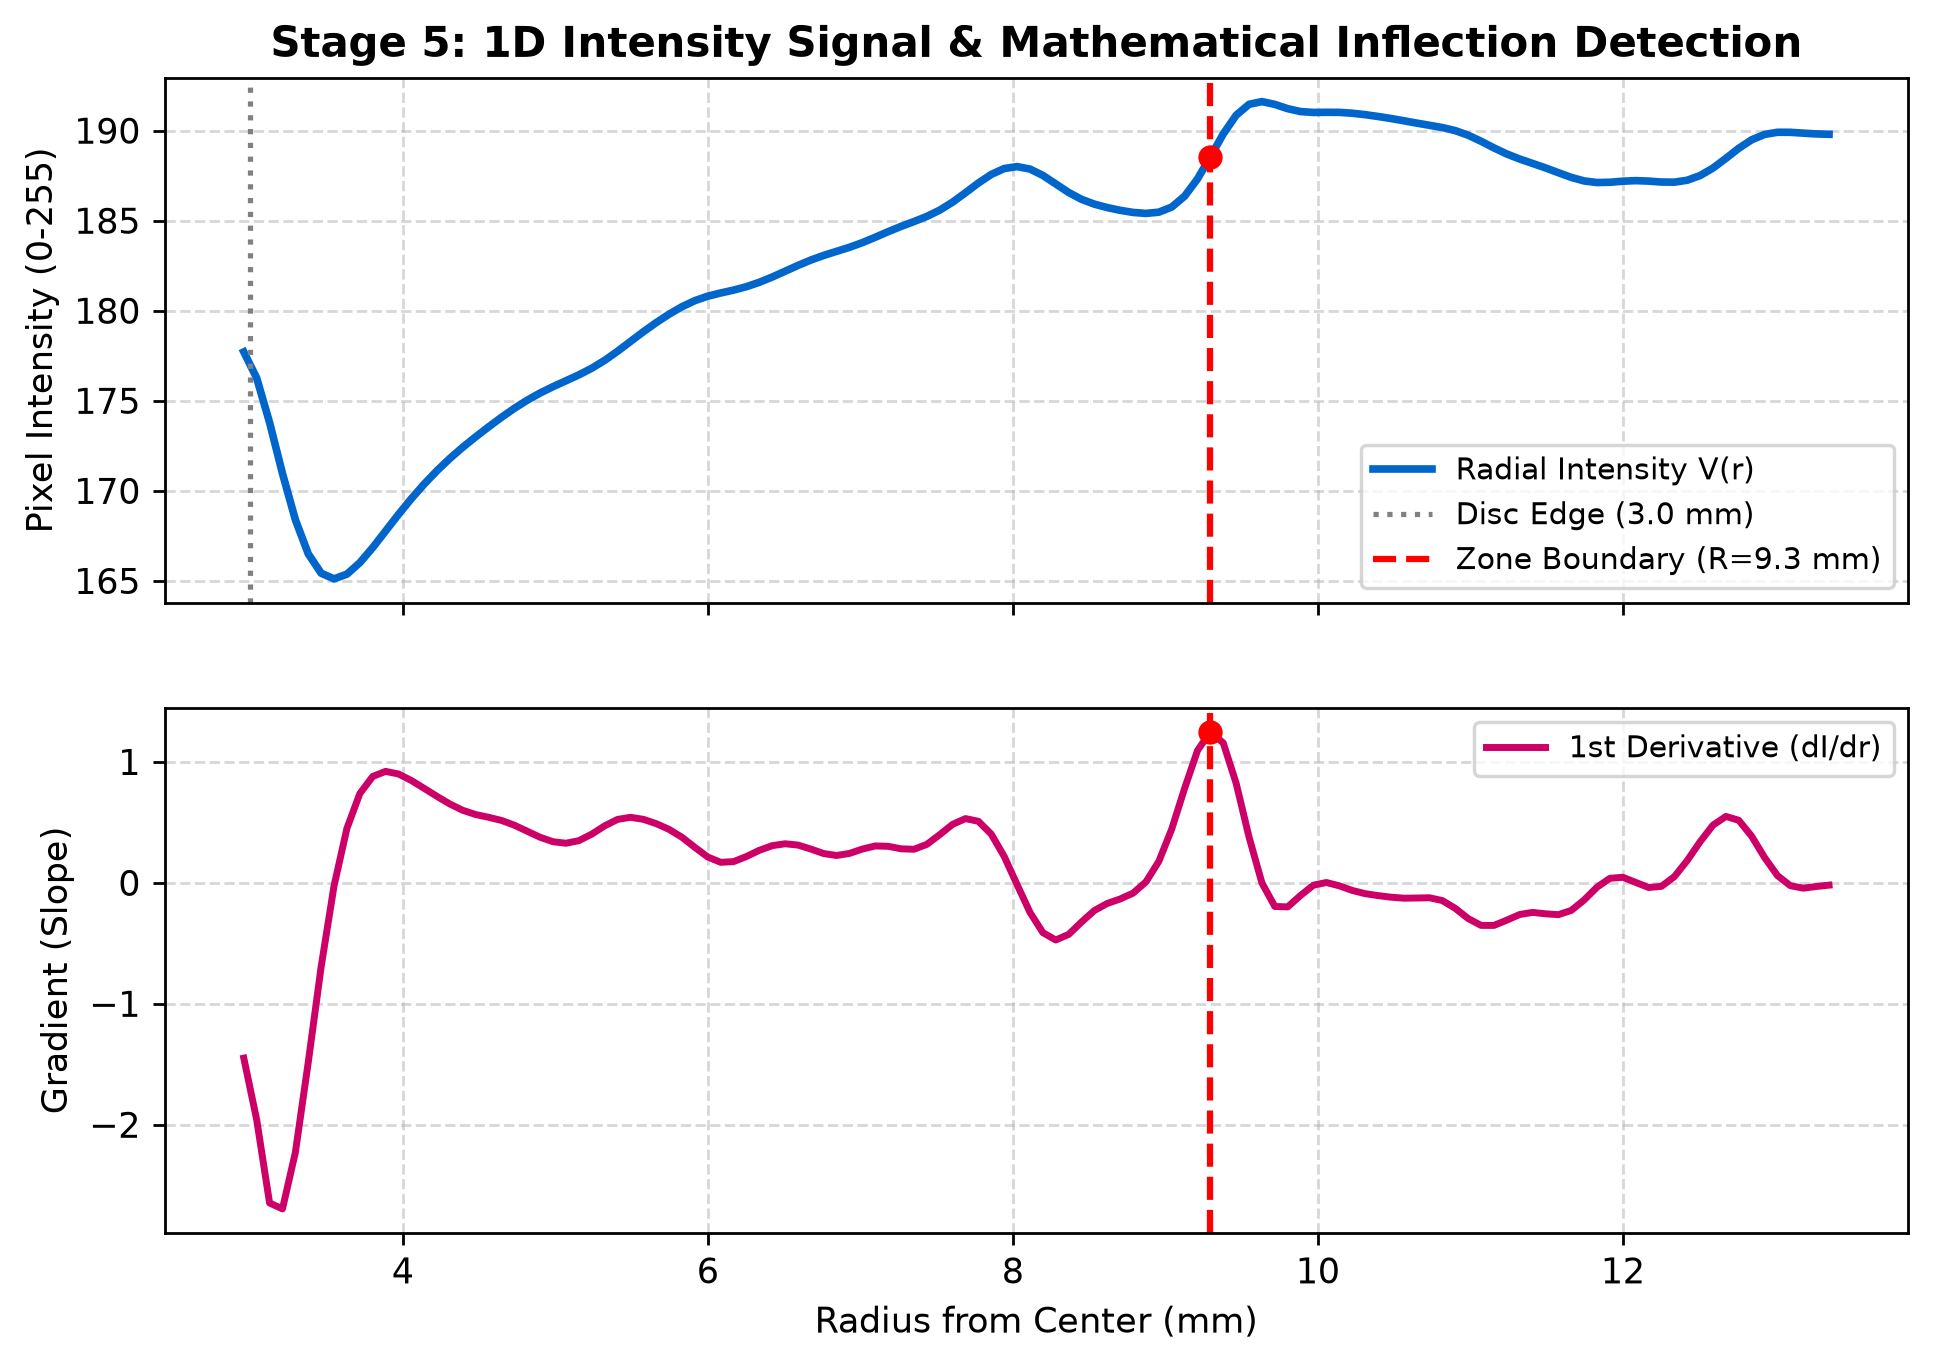 Stage 5: 1D Intensity Signal & Mathematical Inflection Detection
Pixel Intensity (0-255)
190
185
180
175
170
165
Radial Intensity V(r)
Disc Edge (3.0 mm)
Zone Boundary (R=9.3 mm)
Gradient (Slope)
1
0
−1
−2
1st Derivative (dI/dr)
4 6 8 10 12
Radius from Center (mm)